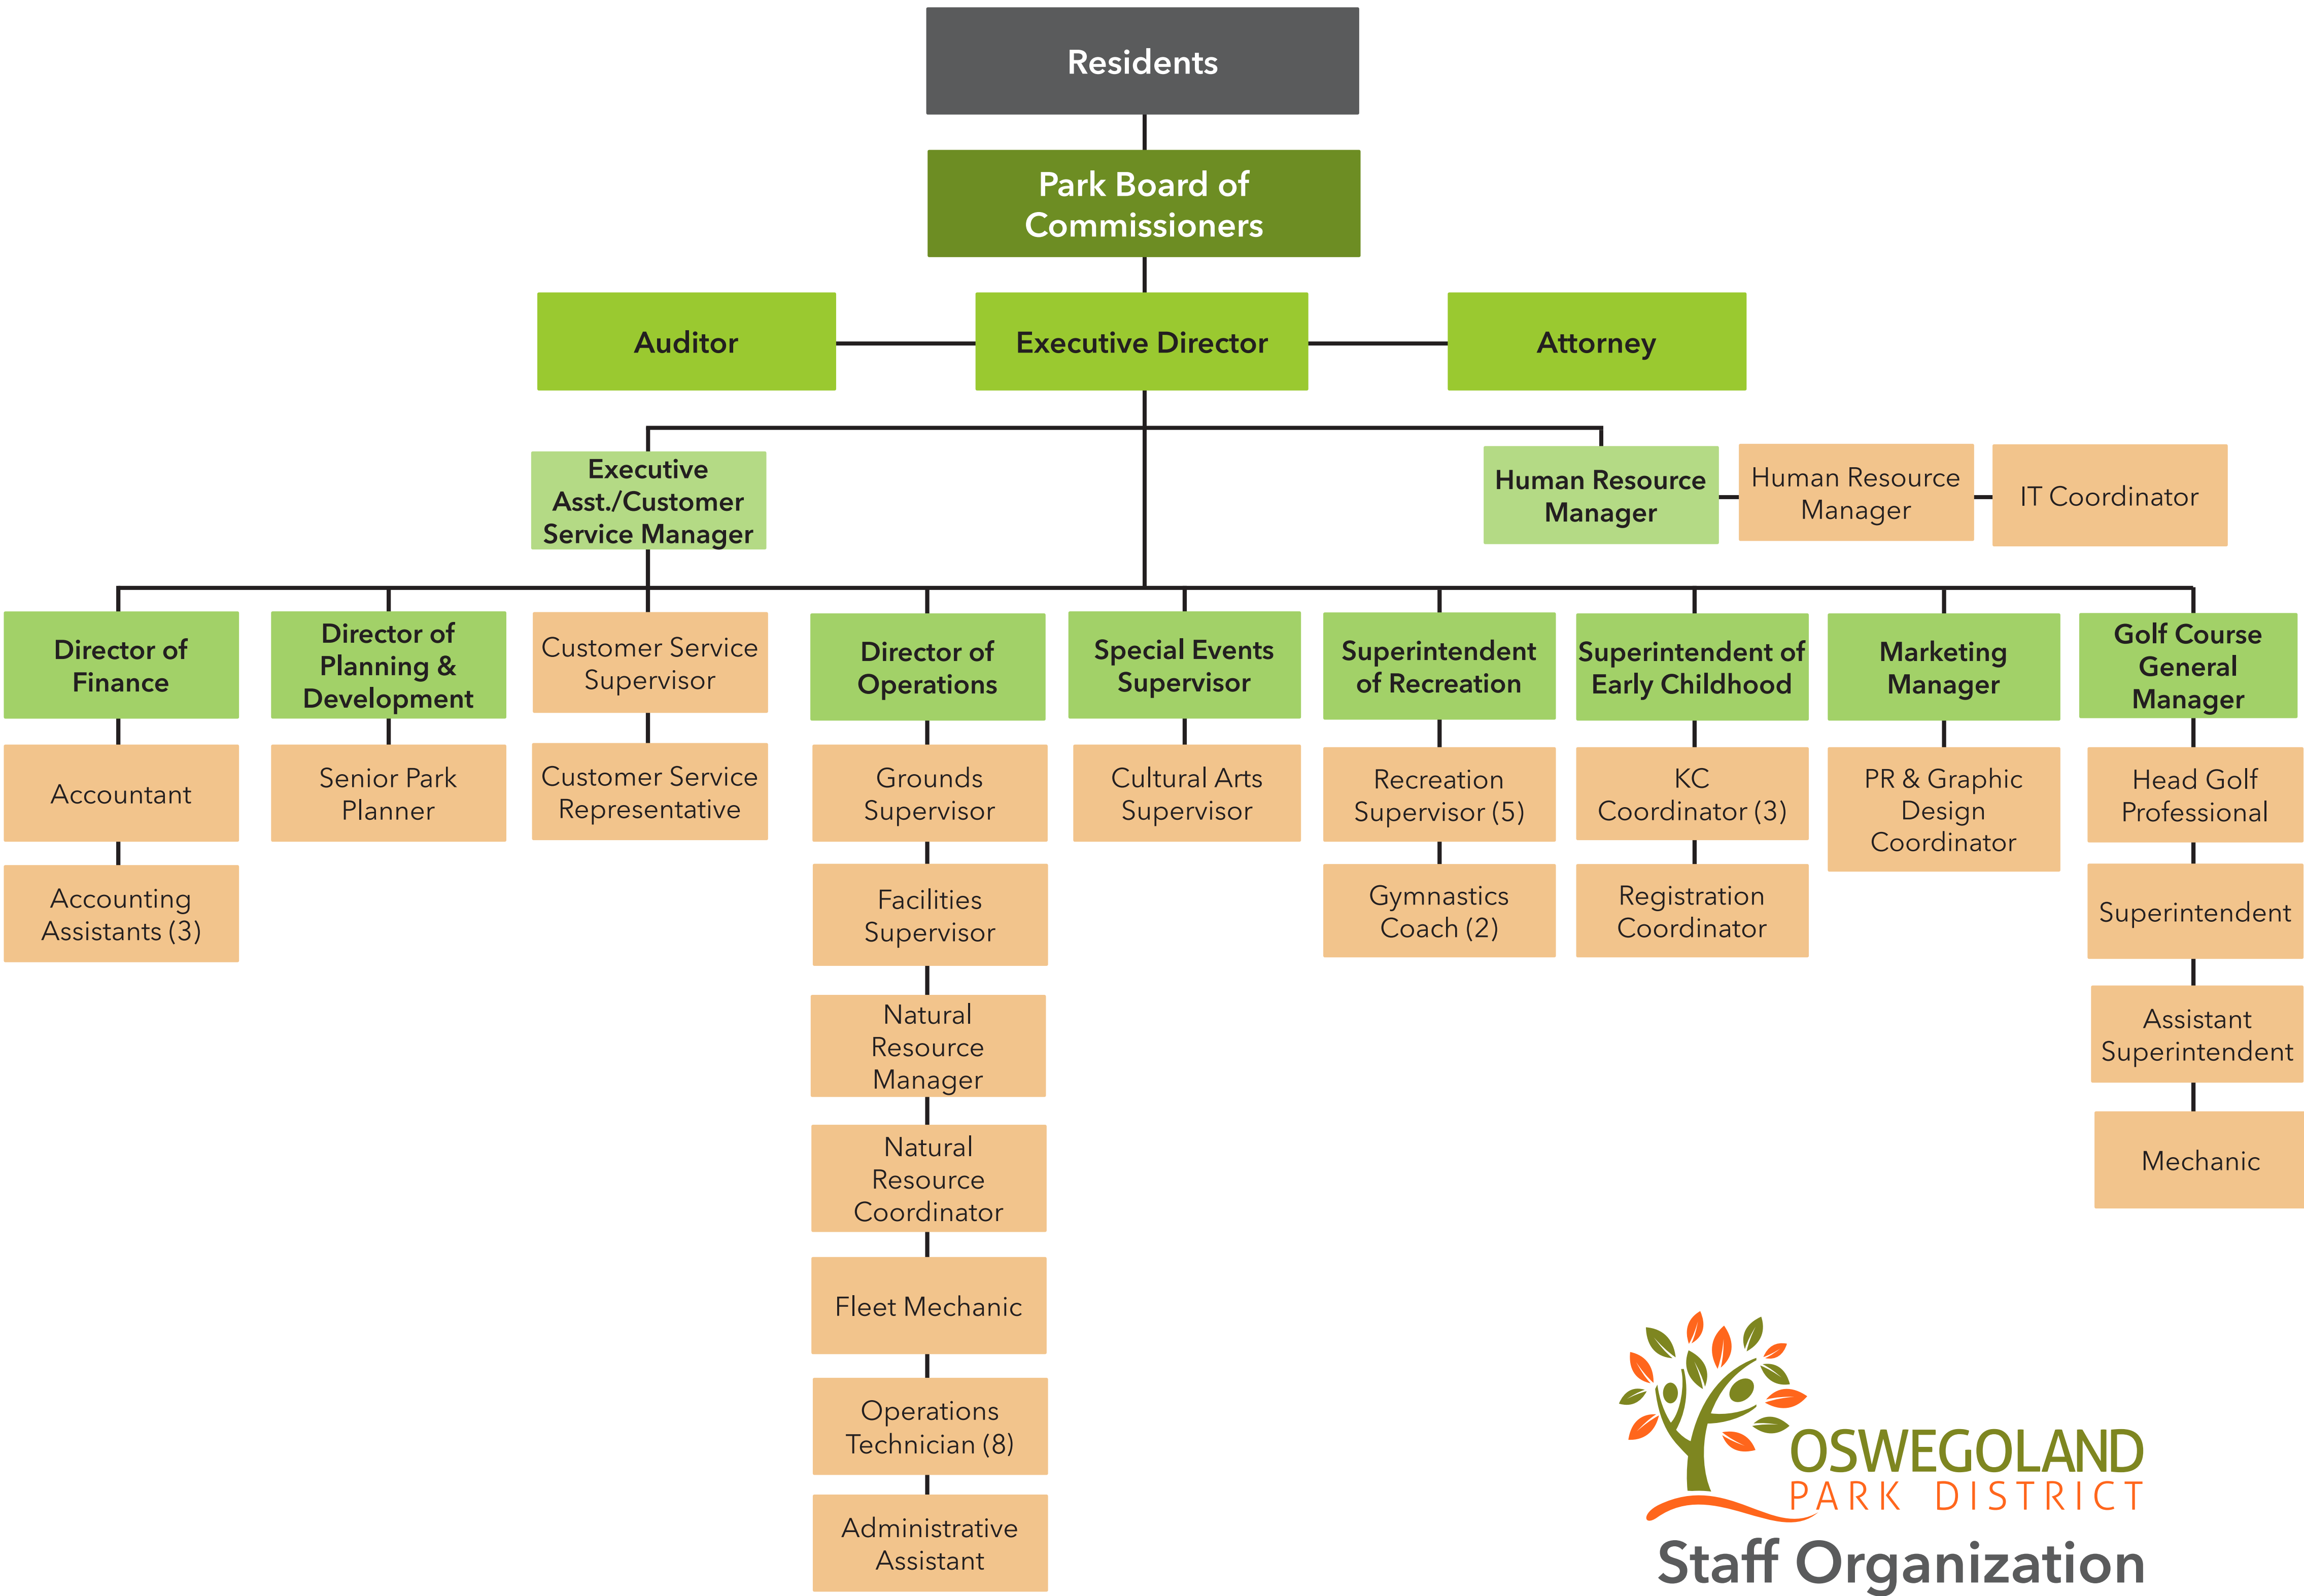 Residents
Park Board of
Commissioners
Auditor
Executive Director
Attorney
Executive
Asst./Customer
Service Manager
Human Resource
Manager
Human Resource
Manager
IT Coordinator
Director of
Finance
Director of
Planning &
Development
Customer Service
Supervisor
Director of
Operations
Special Events
Supervisor
Superintendent
of Recreation
Superintendent of
Early Childhood
Marketing
Manager
Golf Course
General
Manager
Accountant
Senior Park
Planner
Customer Service
Representative
Grounds
Supervisor
Cultural Arts
Supervisor
Recreation
Supervisor (5)
KC
Coordinator (3)
PR & Graphic
Design
Coordinator
Head Golf
Professional
Accounting
Assistants (3)
Facilities
Supervisor
Gymnastics
Coach (2)
Registration
Coordinator
Superintendent
Natural
Resource
Manager
Assistant
Superintendent
Natural
Resource
Coordinator
Mechanic
Fleet Mechanic
Operations
Technician (8)
Administrative
Assistant
OSWEGOLAND
PARK DISTRICT
Staff Organization